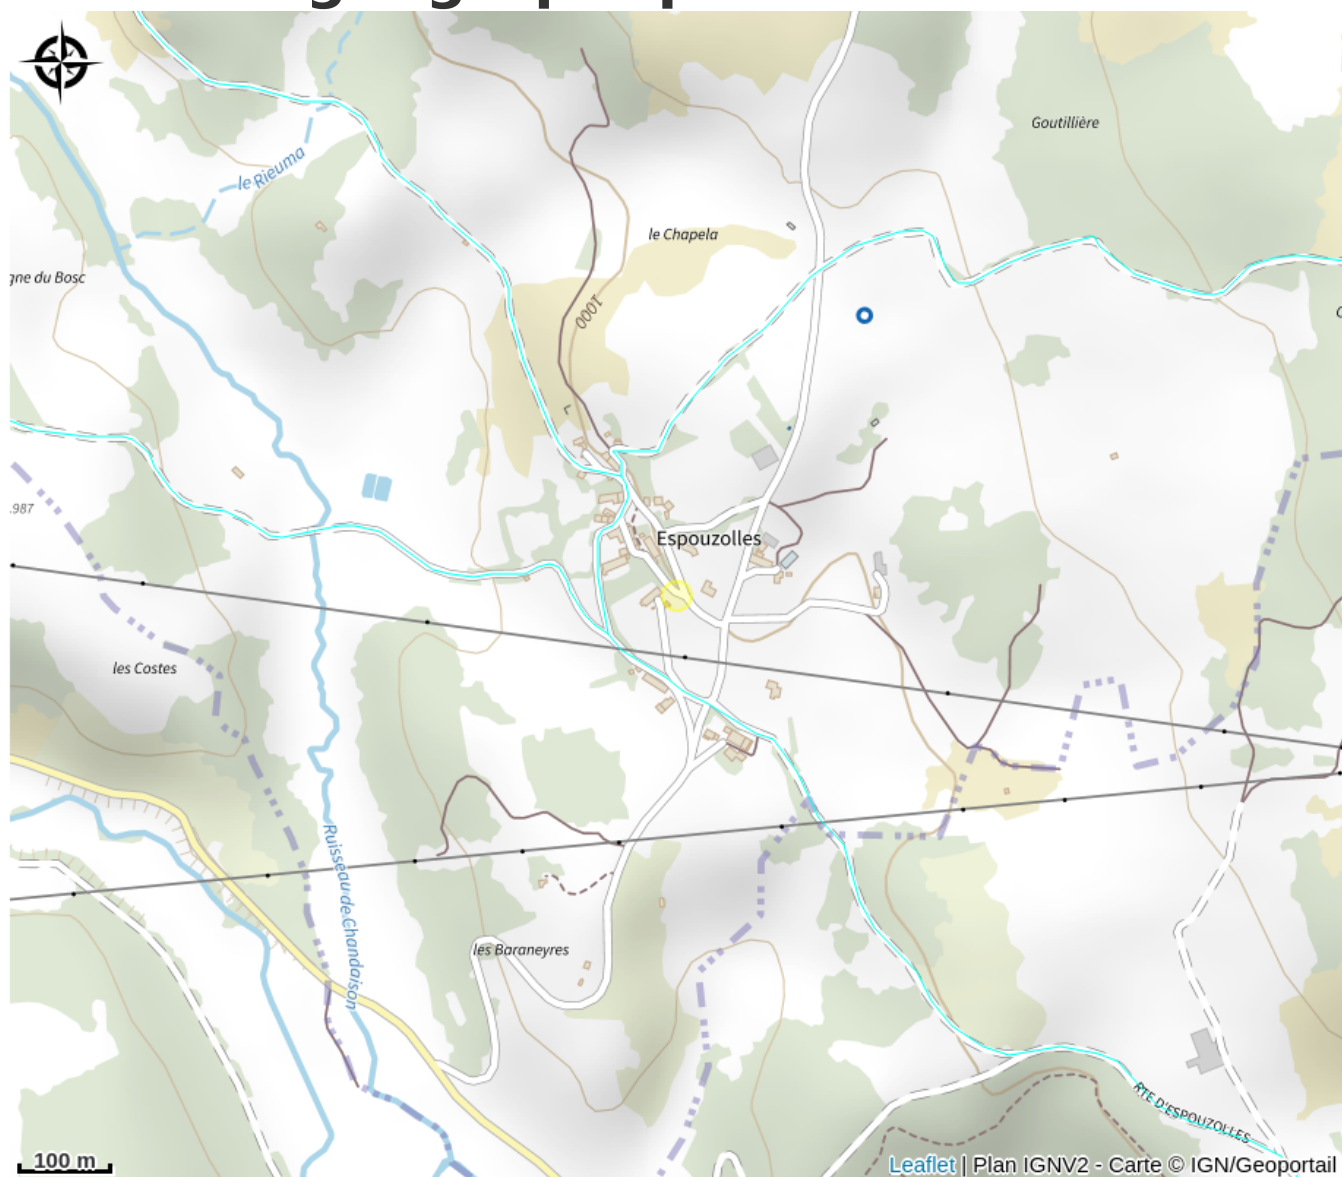 Goutillière
le Rieuma
le Chapela
gne du Bosc
1000
.987
Espouzolles
les Costes
Ruisseau de Chandaison
les Baraneyres
RTE D'ESPOUZOLLES
100 m
Leaflet | Plan IGNV2 - Carte © IGN/Geoportail